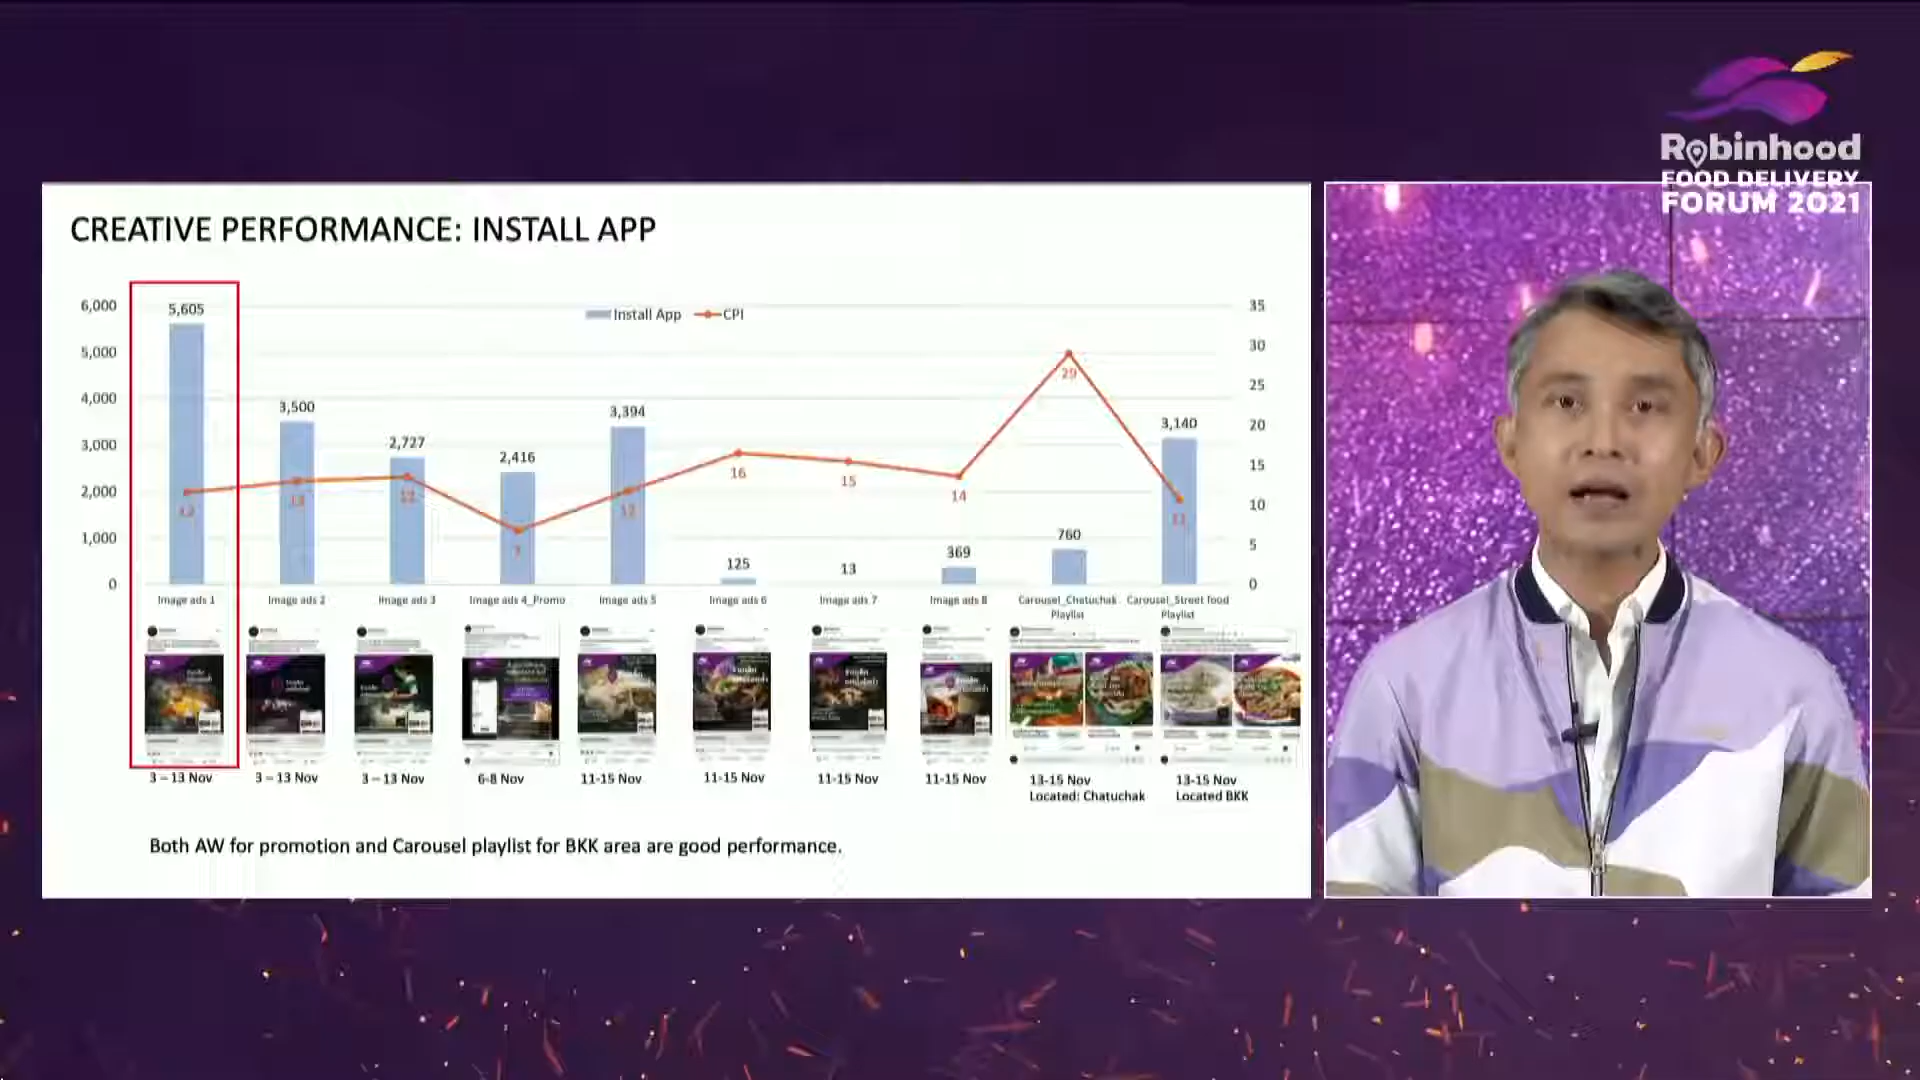 Robinhood
FOOD DELIVERY
FORUM 2021
CREATIVE PERFORMANCE: INSTALL APP
Install App CPI
6,000
5,000
4,000
3,000
2,000
1,000
0
35
30
25
20
15
10
5
0
5,605
3,500
2,727
2,416
3,394
125
13
369
760
3,140
12
13
7
12
16
15
14
29
11
Image ads 1
Image ads 2
Image ads 3
Image ads 4_Promo
Image ads 5
Image ads 6
Image ads 7
Image ads 8
Carousel_Chatuchak
Playlist
Carousel_Street food
Playlist
3 – 13 Nov
3 – 13 Nov
3 – 13 Nov
6-8 Nov
11-15 Nov
11-15 Nov
11-15 Nov
11-15 Nov
13-15 Nov
Located: Chatuchak
13-15 Nov
Located BKK
Both AW for promotion and Carousel playlist for BKK area are good performance.